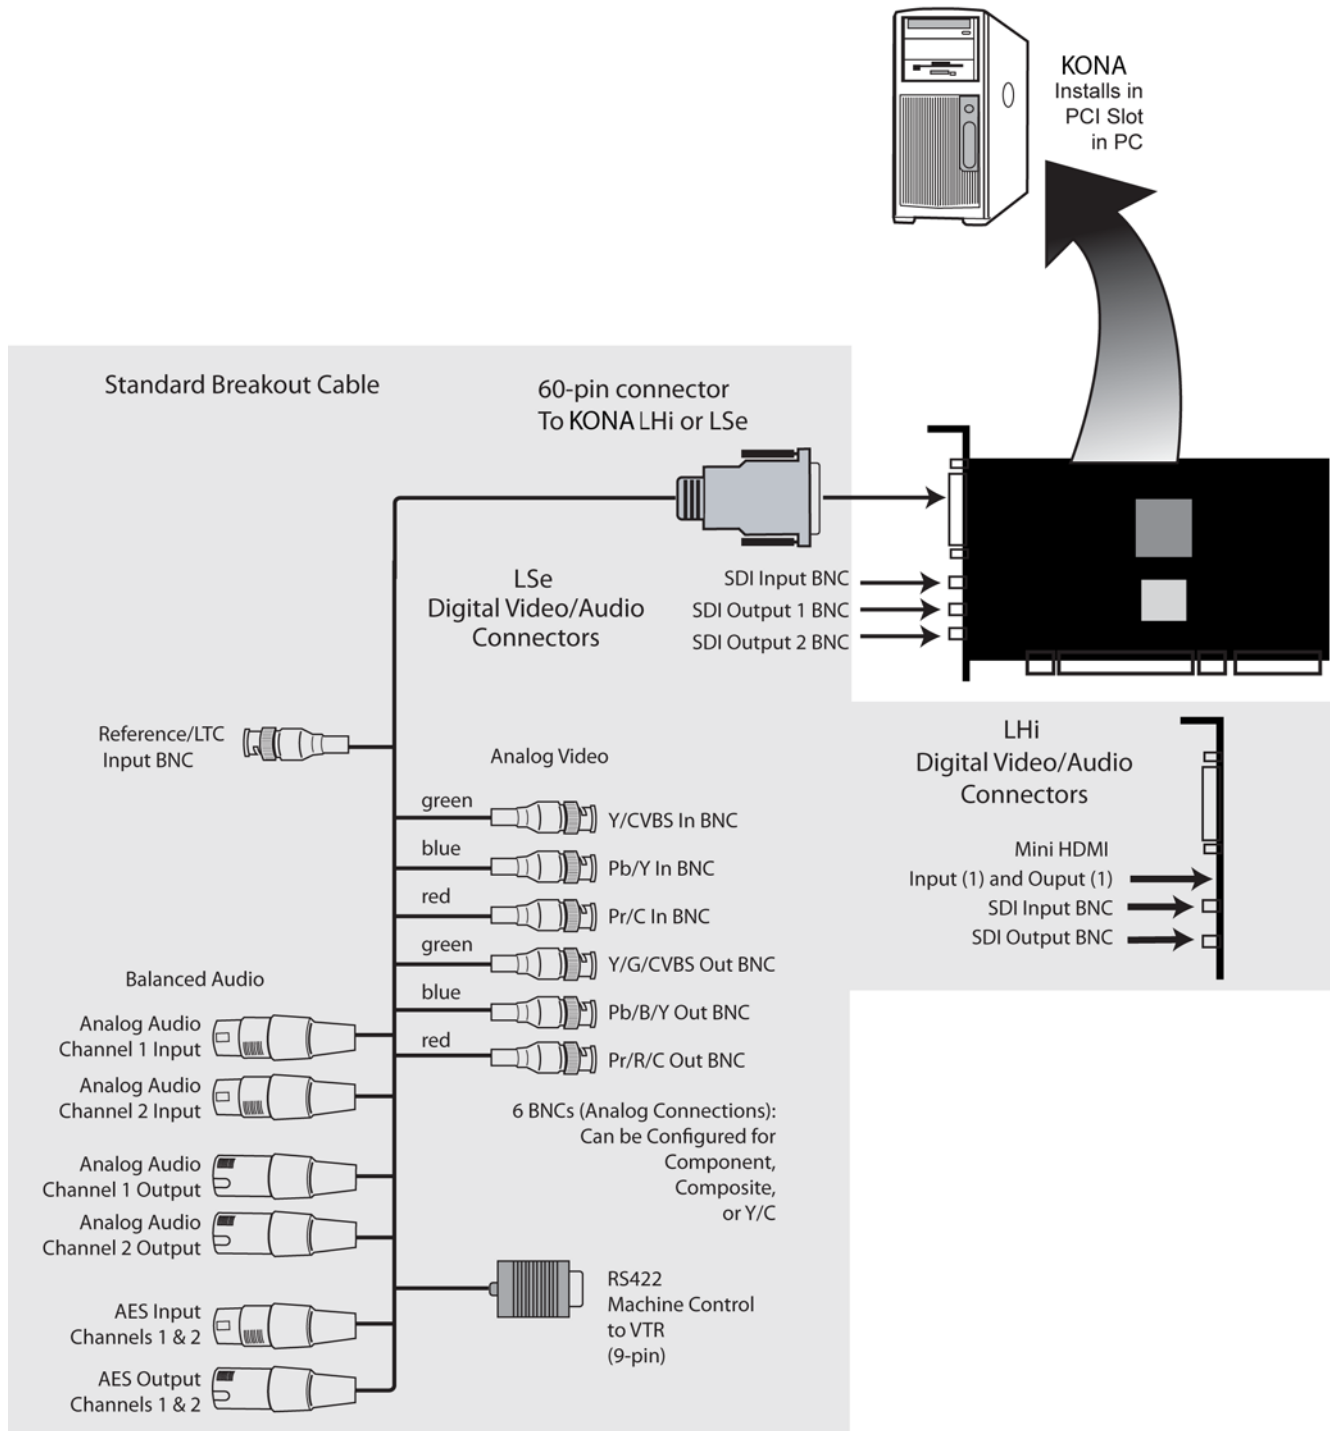 KONA
Installs in
PCI Slot
in PC
Standard Breakout Cable
60-pin connector
To KONA LHi or LSe
LSe
Digital Video/Audio
Connectors
SDI Input BNC
SDI Output 1 BNC
SDI Output 2 BNC
Reference/LTC
Input BNC
Analog Video
green
Y/CVBS In BNC
blue
Pb/Y In BNC
red
Pr/C In BNC
green
Y/G/CVBS Out BNC
blue
Pb/B/Y Out BNC
red
Pr/R/C Out BNC
6 BNCs (Analog Connections):
Can be Configured for
Component,
Composite,
or Y/C
LHi
Digital Video/Audio
Connectors
Mini HDMI
Input (1) and Ouput (1)
SDI Input BNC
SDI Output BNC
Balanced Audio
Analog Audio
Channel 1 Input
Analog Audio
Channel 2 Input
Analog Audio
Channel 1 Output
Analog Audio
Channel 2 Output
AES Input
Channels 1 & 2
AES Output
Channels 1 & 2
RS422
Machine Control
to VTR
(9-pin)